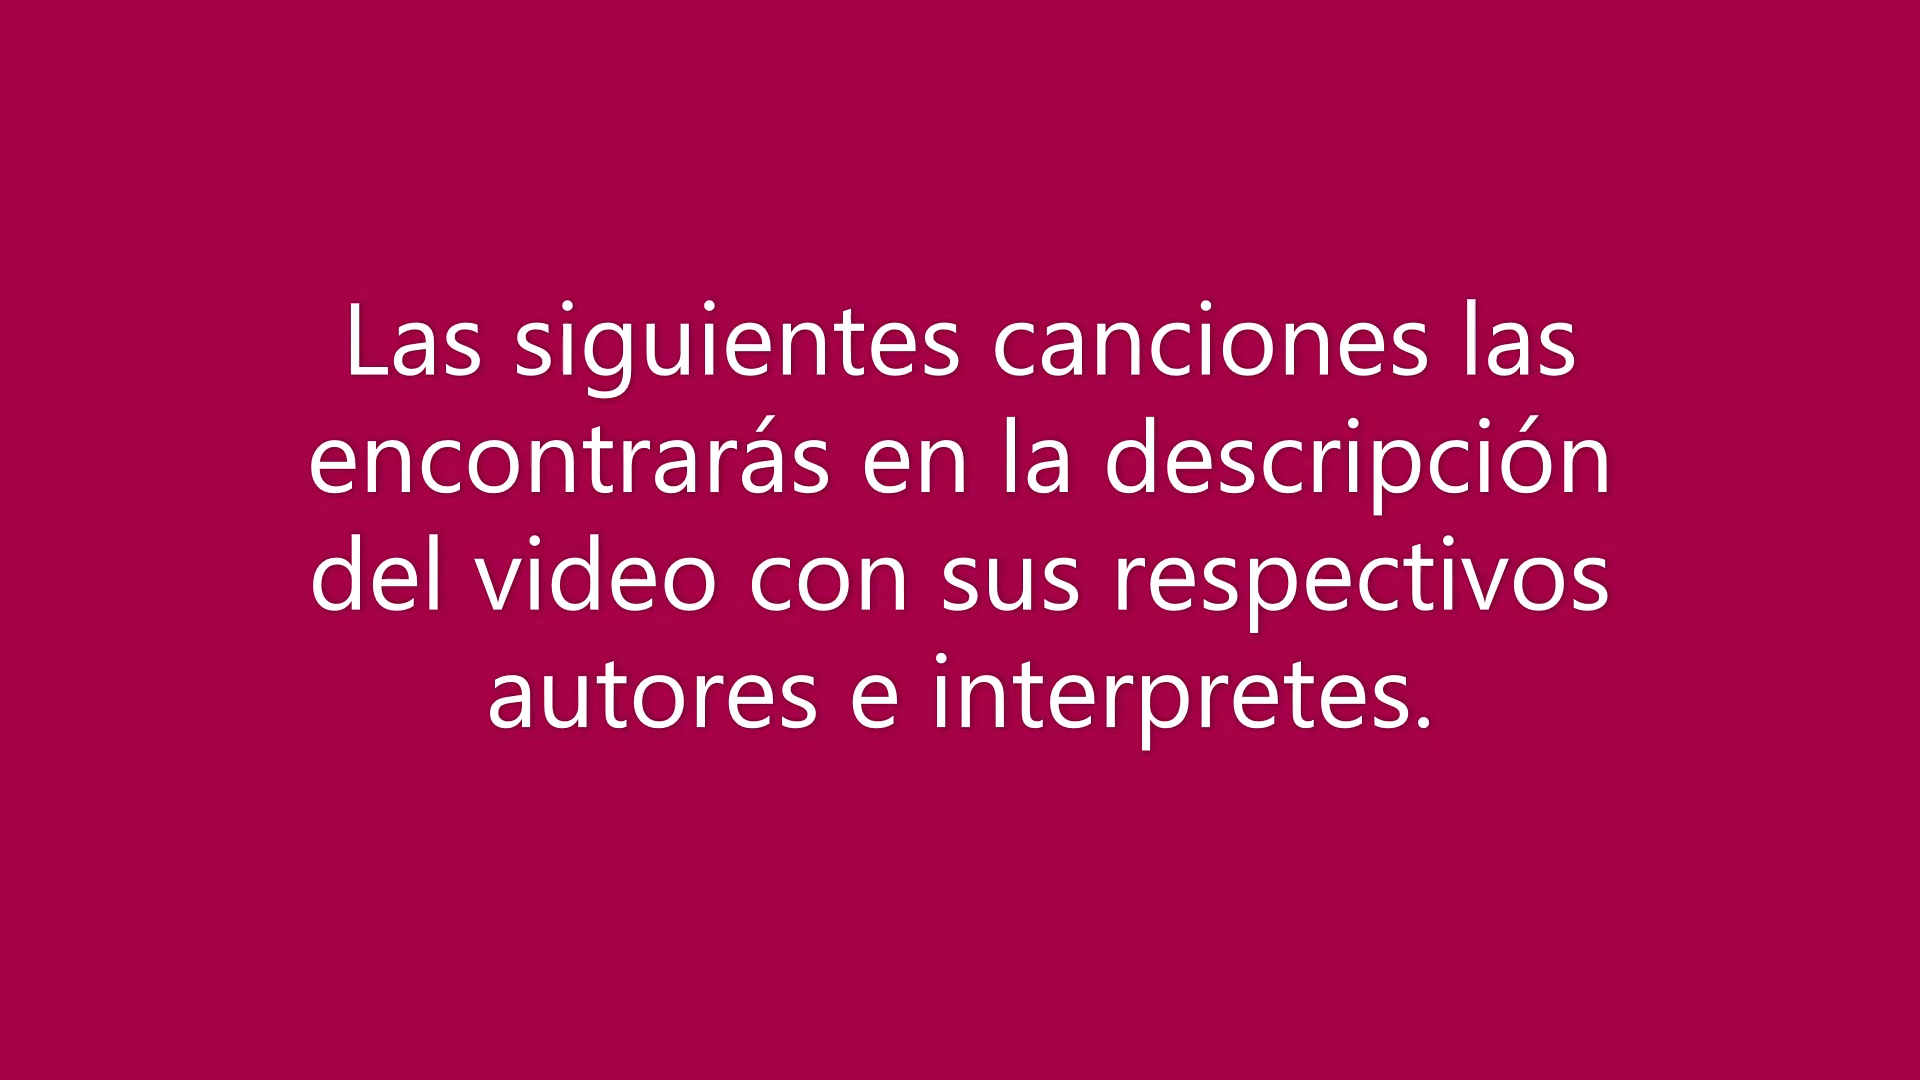 Las siguientes canciones las
encontrarás en la descripción
del video con sus respectivos
autores e interpretes.